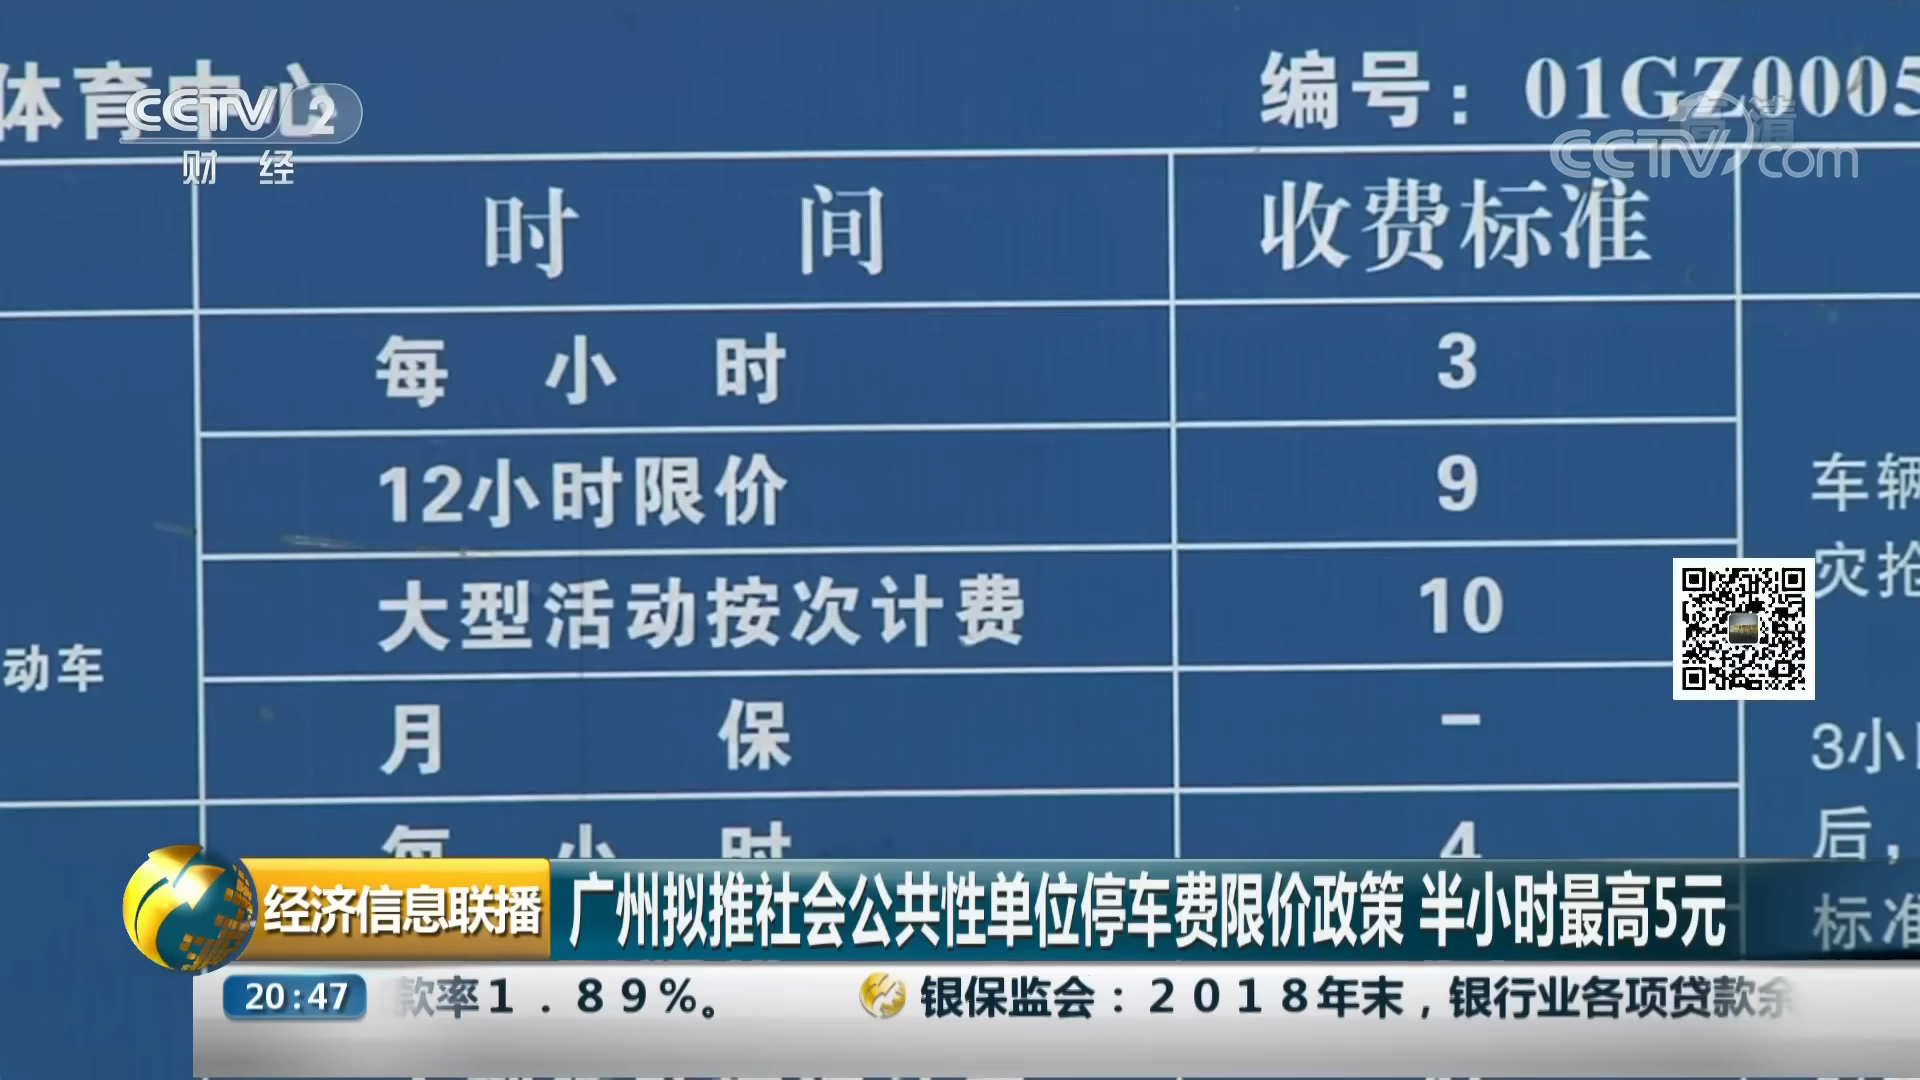 体育中心
编号：01GZ0005
CCTV 2
财经
高清
CCTV.com
时间
收费标准
每小时
3
12小时限价
9
车辆
大型活动按次计费
10
灾抢
动车
月保
－
3小
每小时
4
后，
标准
经济信息联播
广州拟推社会公共性单位停车费限价政策 半小时最高5元
20:47
款率1.89%。
银保监会：2018年末，银行业各项贷款余